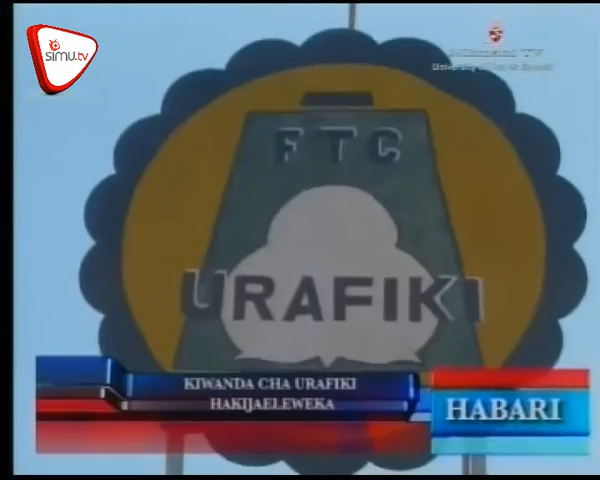 SIMU.tv
FTC
URAFIKI
KIWANDA CHA URAFIKI
HAKIJAELEWEKA
HABARI